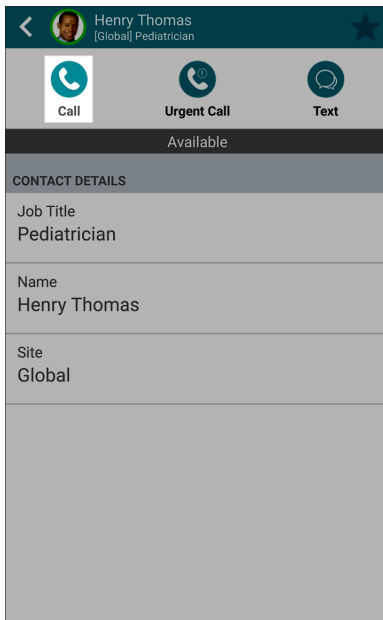 Henry Thomas
[Global] Pediatrician
Call
Urgent Call
Text
Available
CONTACT DETAILS
Job Title
Pediatrician
Name
Henry Thomas
Site
Global